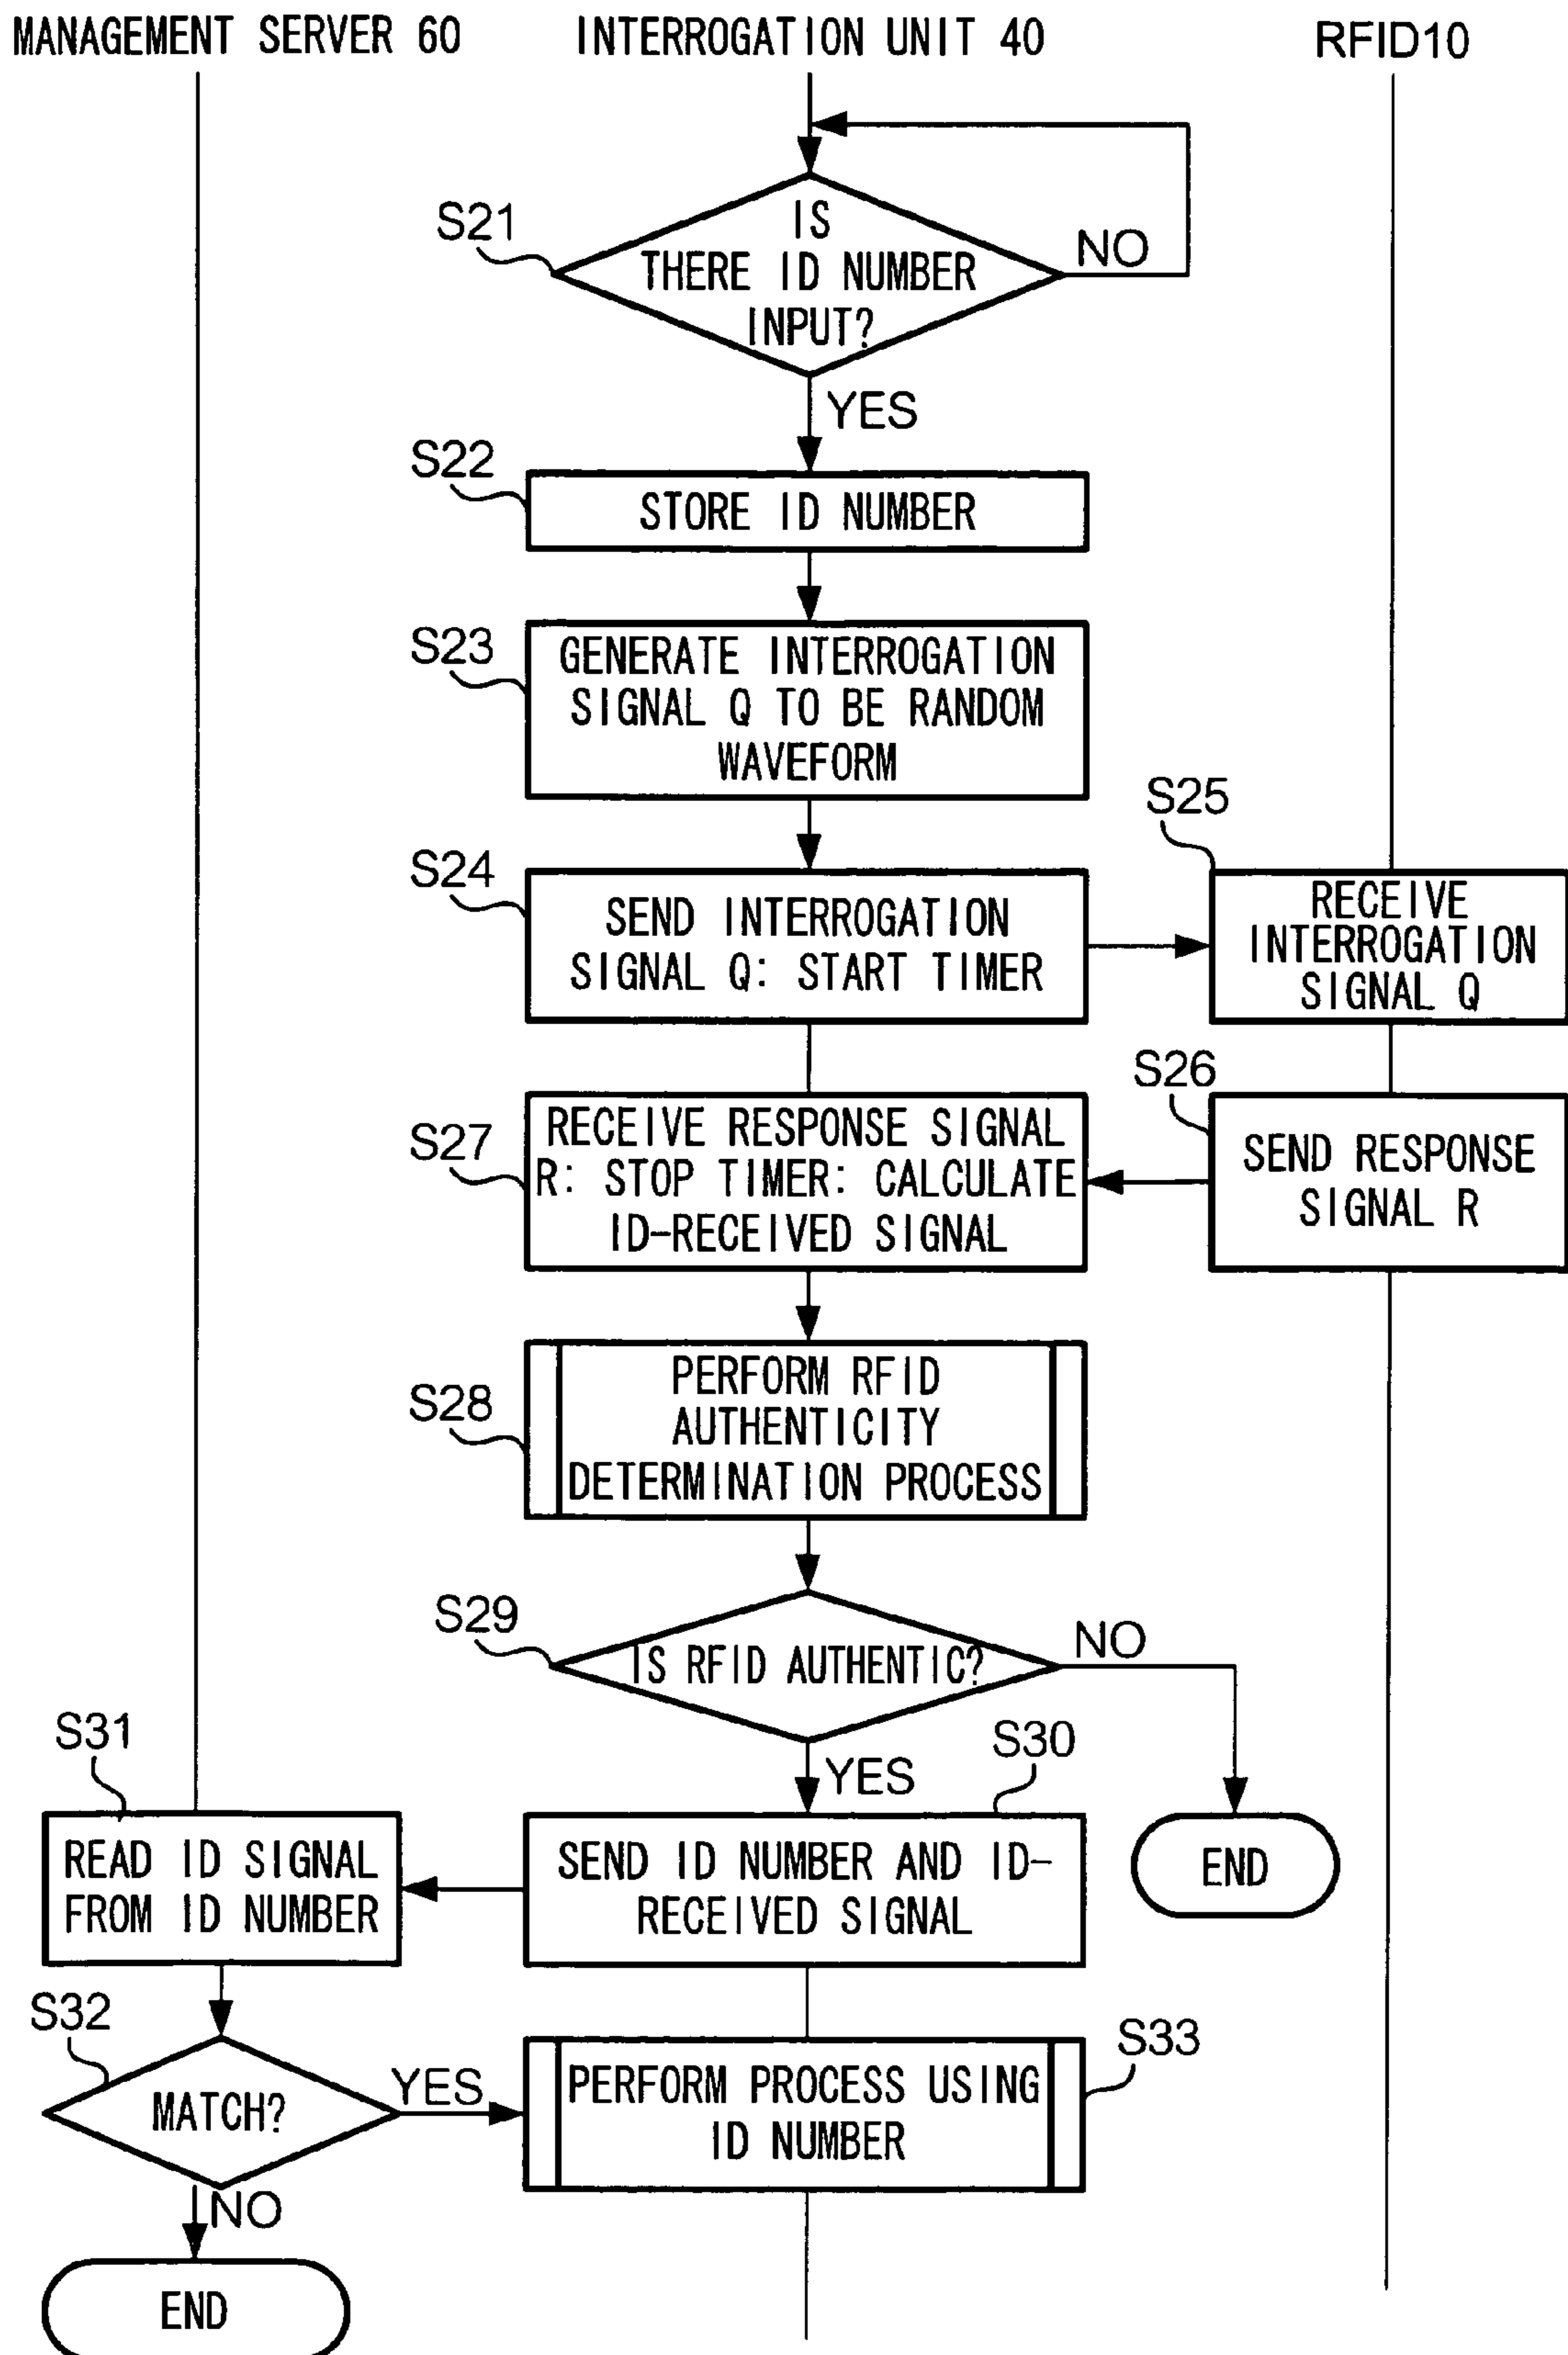 MANAGEMENT SERVER 60
INTERROGATION UNIT 40
RFID10
S21
IS
THERE ID NUMBER
INPUT?
NO
YES
S22
STORE ID NUMBER
S23
GENERATE INTERROGATION
SIGNAL Q TO BE RANDOM
WAVEFORM
S24
SEND INTERROGATION
SIGNAL Q: START TIMER
S25
RECEIVE
INTERROGATION
SIGNAL Q
S26
SEND RESPONSE
SIGNAL R
S27
RECEIVE RESPONSE SIGNAL
R: STOP TIMER: CALCULATE
ID-RECEIVED SIGNAL
S28
PERFORM RFID
AUTHENTICITY
DETERMINATION PROCESS
S29
IS RFID AUTHENTIC?
NO
YES
END
S30
SEND ID NUMBER AND ID-
RECEIVED SIGNAL
S31
READ ID SIGNAL
FROM ID NUMBER
S32
MATCH?
YES
NO
END
S33
PERFORM PROCESS USING
ID NUMBER